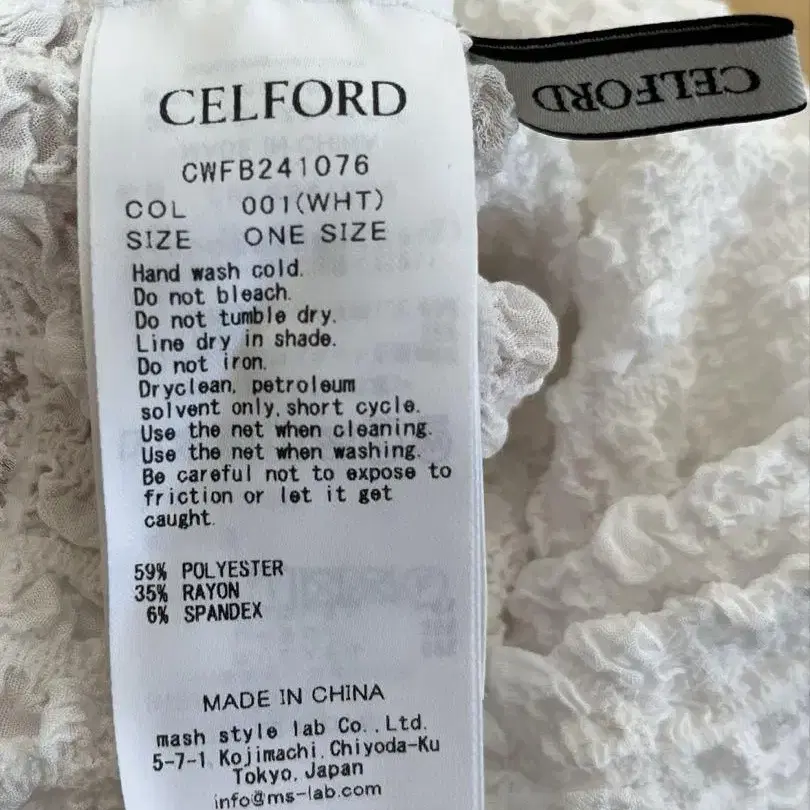 CELFORD
CWFB241076
COL 001(WHT)
SIZE ONE SIZE
Hand wash cold.
Do not bleach.
Do not tumble dry.
Line dry in shade.
Do not iron.
Dryclean, petroleum
solvent only,short cycle.
Use the net when cleaning.
Use the net when washing.
Be careful not to expose to
friction or let it get
caught.
59% POLYESTER
35% RAYON
6% SPANDEX
MADE IN CHINA
mash style lab Co.,Ltd.
5-7-1,Kojimachi,Chiyoda-Ku
Tokyo,Japan
info@ms-lab.com
CELFORD